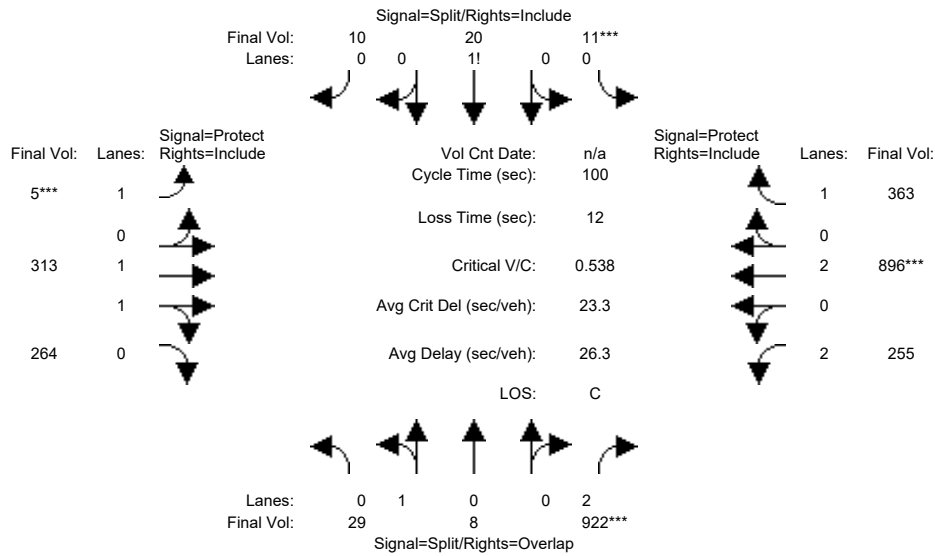 Signal=Split/Rights=Include
Final Vol: 10 20 11***
Lanes: 0 0 1! 0 0
Signal=Protect Signal=Protect
Final Vol: Lanes: Rights=Include Vol Cnt Date: n/a Rights=Include Lanes: Final Vol:
Cycle Time (sec): 100
5*** 1 1 363
Loss Time (sec): 12
0 0
313 1 Critical V/C: 0.538 2 896***
1 Avg Crit Del (sec/veh): 23.3 0
264 0 Avg Delay (sec/veh): 26.3 2 255
LOS: C
Lanes: 0 1 0 0 2
Final Vol: 29 8 922***
Signal=Split/Rights=Overlap